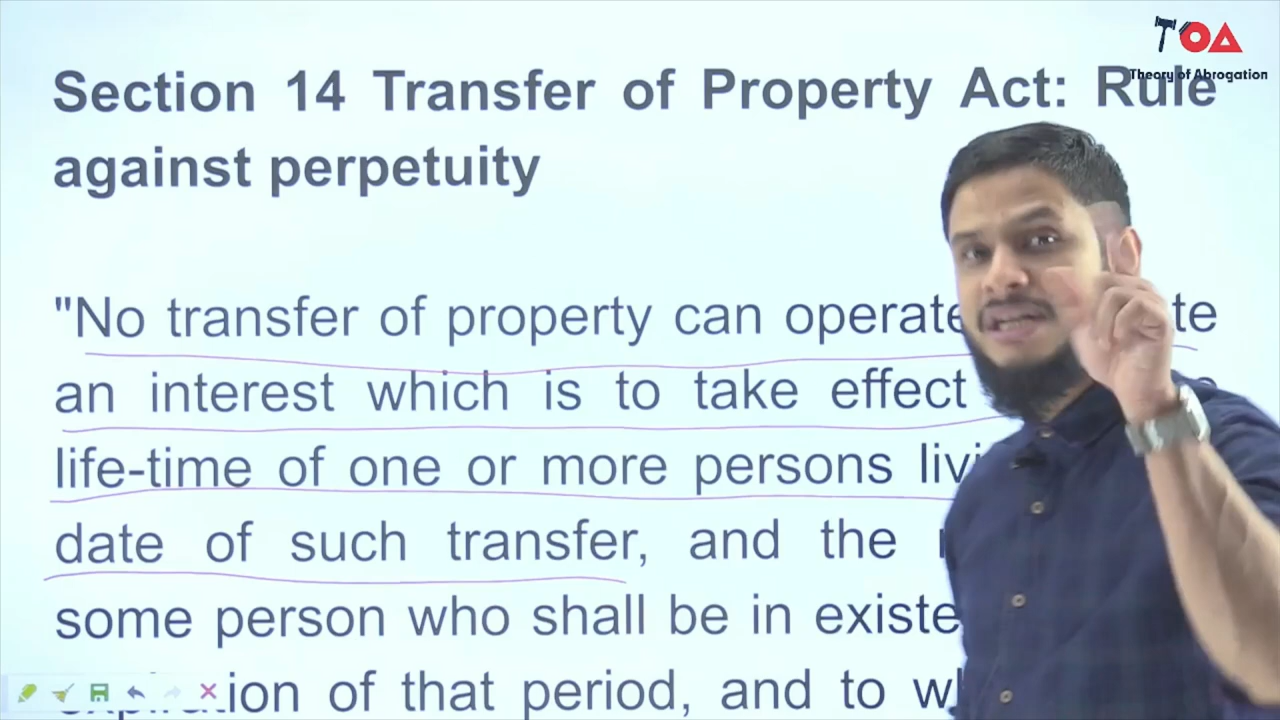 TOA
Theory of Abrogation
Section 14 Transfer of Property Act: Rule
against perpetuity
"No transfer of property can operate
an interest which is to take effect
life-time of one or more persons
date of such transfer, and the
some person who shall be in
of that period, and to